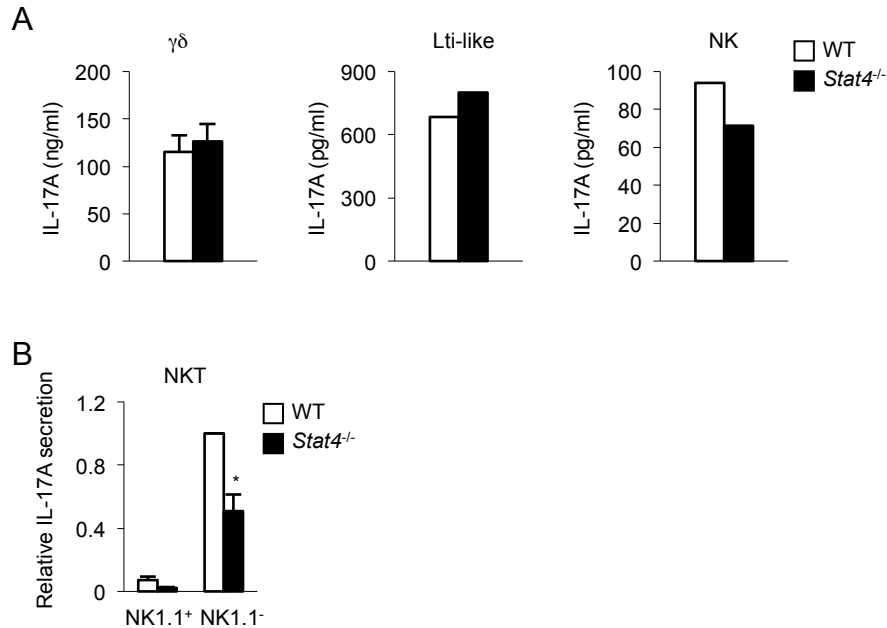 A
γδ
Lti-like
NK
WT
Stat4-/-
IL-17A (ng/ml)
200
150
100
50
0
IL-17A (pg/ml)
900
600
300
0
IL-17A (pg/ml)
100
80
60
40
20
0
B
NKT
WT
Stat4-/-
Relative IL-17A secretion
1.2
0.8
0.4
0
*
NK1.1+ NK1.1-